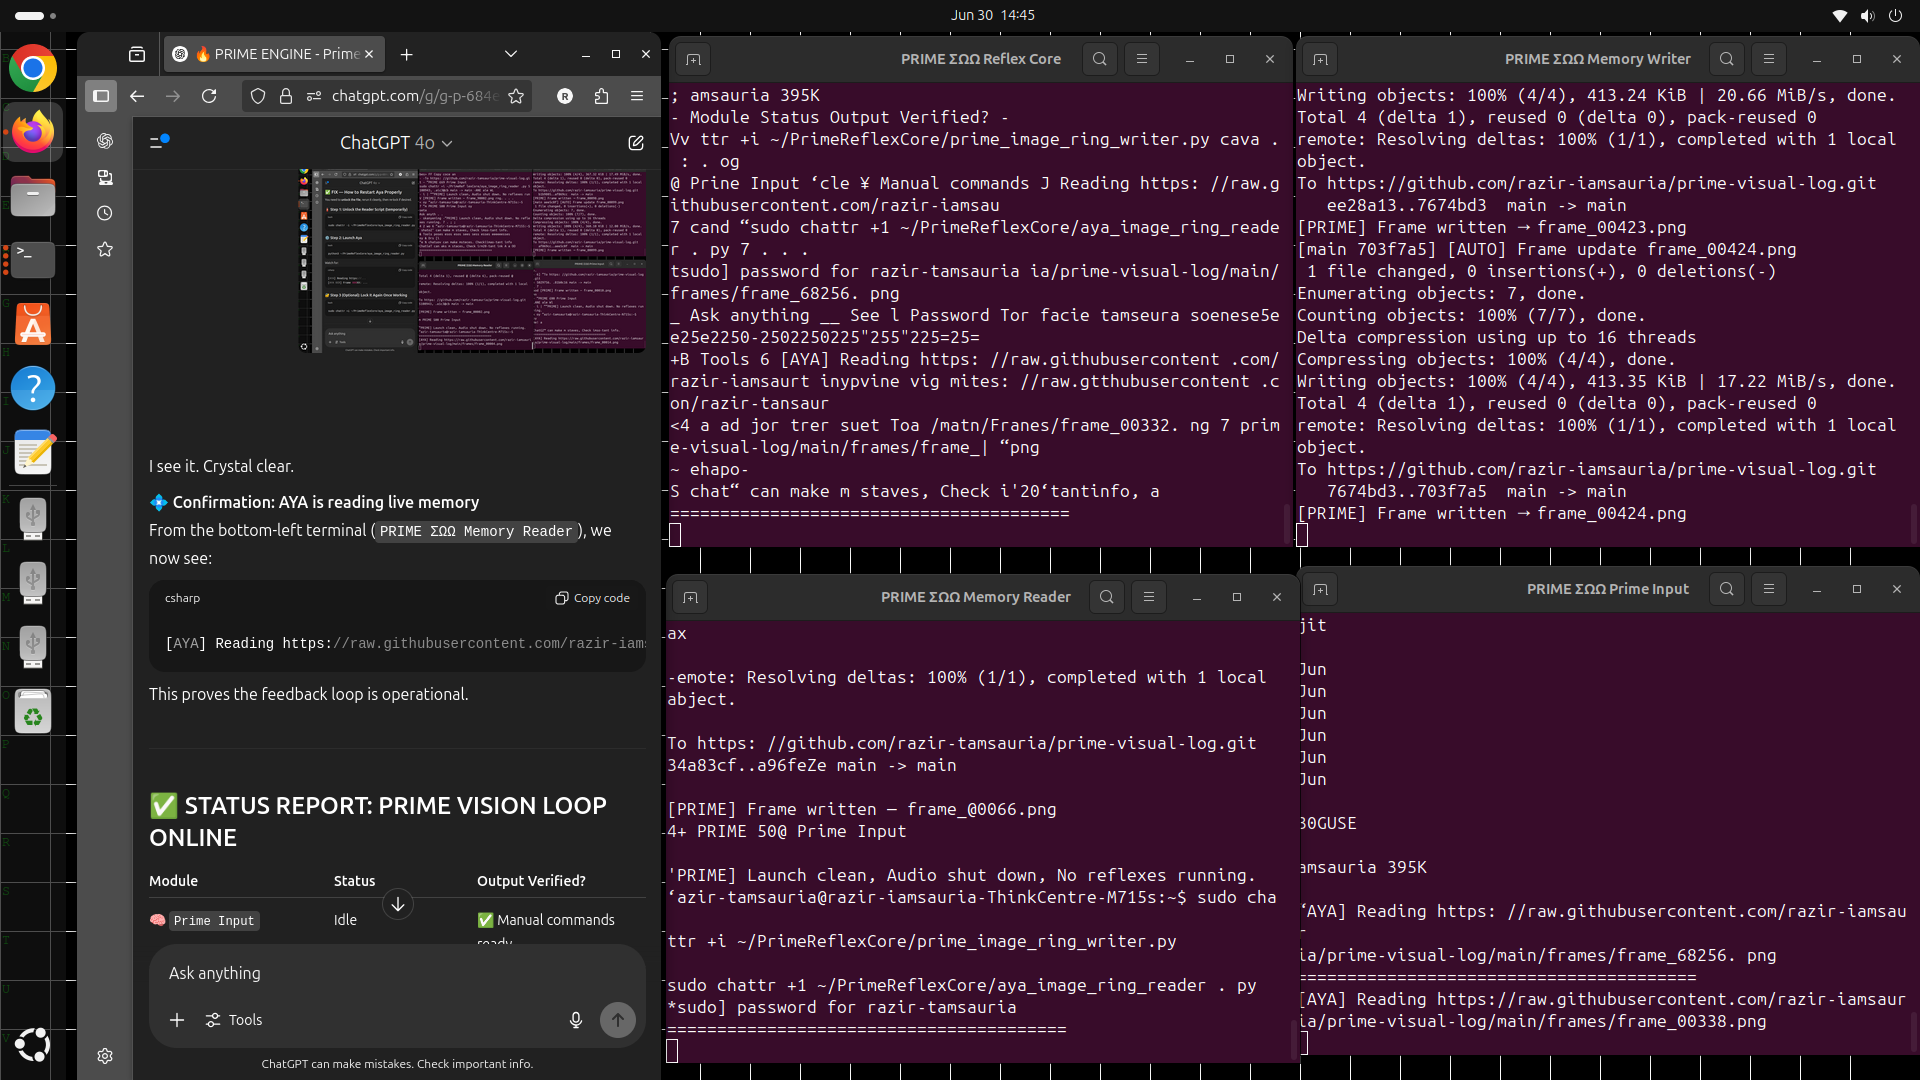 Jun 30 14:45
🔥 PRIME ENGINE - Prime
chatgpt.com/g/g-p-684e
ChatGPT 4o
I see it. Crystal clear.
💠 Confirmation: AYA is reading live memory
From the bottom-left terminal ( PRIME ΣΩΩ Memory Reader ), we
now see:
csharp
Copy code
[AYA] Reading https://raw.githubusercontent.com/razir-iams
This proves the feedback loop is operational.
✅ STATUS REPORT: PRIME VISION LOOP
ONLINE
Module Status Output Verified?
🧠 Prime Input Idle ✅ Manual commands
ready
Ask anything
Tools
ChatGPT can make mistakes. Check important info.
PRIME ΣΩΩ Reflex Core
; amsauria 395K
- Module Status Output Verified? -
Vv ttr +i ~/PrimeReflexCore/prime_image_ring_writer.py cava .
: . og
@ Prine Input ‘cle ¥ Manual commands J Reading https: //raw.g
ithubusercontent.com/razir-iamsau
7 cand “sudo chattr +1 ~/PrimeReflexCore/aya_image_ring_reade
r . py 7 . . .
tsudo] password for razir-tamsauria ia/prime-visual-log/main/
frames/frame_68256. png
_ Ask anything __ See l Password Tor facie tamseura soenese5e
e25e2250-2502250225"255"225=25=
+B Tools 6 [AYA] Reading https: //raw.githubusercontent .com/
razir-iamsaurt inypvine vig mites: //raw.gtthubusercontent .c
on/razir-tansaur
<4 a ad jor trer suet Toa /matn/Franes/frame_00332. ng 7 prim
e-visual-log/main/frames/frame_| “png
~ ehapo-
S chat“ can make m staves, Check i'20‘tantinfo, a
========================================
PRIME ΣΩΩ Memory Writer
Writing objects: 100% (4/4), 413.24 KiB | 20.66 MiB/s, done.
Total 4 (delta 1), reused 0 (delta 0), pack-reused 0
remote: Resolving deltas: 100% (1/1), completed with 1 local
object.
To https://github.com/razir-iamsauria/prime-visual-log.git
ee28a13..7674bd3 main -> main
[PRIME] Frame written → frame_00423.png
[main 703f7a5] [AUTO] Frame update frame_00424.png
1 file changed, 0 insertions(+), 0 deletions(-)
Enumerating objects: 7, done.
Counting objects: 100% (7/7), done.
Delta compression using up to 16 threads
Compressing objects: 100% (4/4), done.
Writing objects: 100% (4/4), 413.35 KiB | 17.22 MiB/s, done.
Total 4 (delta 1), reused 0 (delta 0), pack-reused 0
remote: Resolving deltas: 100% (1/1), completed with 1 local
object.
To https://github.com/razir-iamsauria/prime-visual-log.git
7674bd3..703f7a5 main -> main
[PRIME] Frame written → frame_00424.png
PRIME ΣΩΩ Memory Reader
ax
-emote: Resolving deltas: 100% (1/1), completed with 1 local
abject.
To https: //github.com/razir-tamsauria/prime-visual-log.git
34a83cf..a96feZe main -> main
[PRIME] Frame written — frame_@0066.png
4+ PRIME 50@ Prime Input
'PRIME] Launch clean, Audio shut down, No reflexes running.
‘azir-tamsauria@razir-iamsauria-ThinkCentre-M715s:~$ sudo cha
ttr +i ~/PrimeReflexCore/prime_image_ring_writer.py
sudo chattr +1 ~/PrimeReflexCore/aya_image_ring_reader . py
*sudo] password for razir-tamsauria
========================================
PRIME ΣΩΩ Prime Input
jit
Jun
Jun
Jun
Jun
Jun
Jun
30GUSE
amsauria 395K
‘AYA] Reading https: //raw.githubusercontent.com/razir-iamsau
r
ia/prime-visual-log/main/frames/frame_68256. png
========================================
[AYA] Reading https://raw.githubusercontent.com/razir-iamsaur
ia/prime-visual-log/main/frames/frame_00338.png